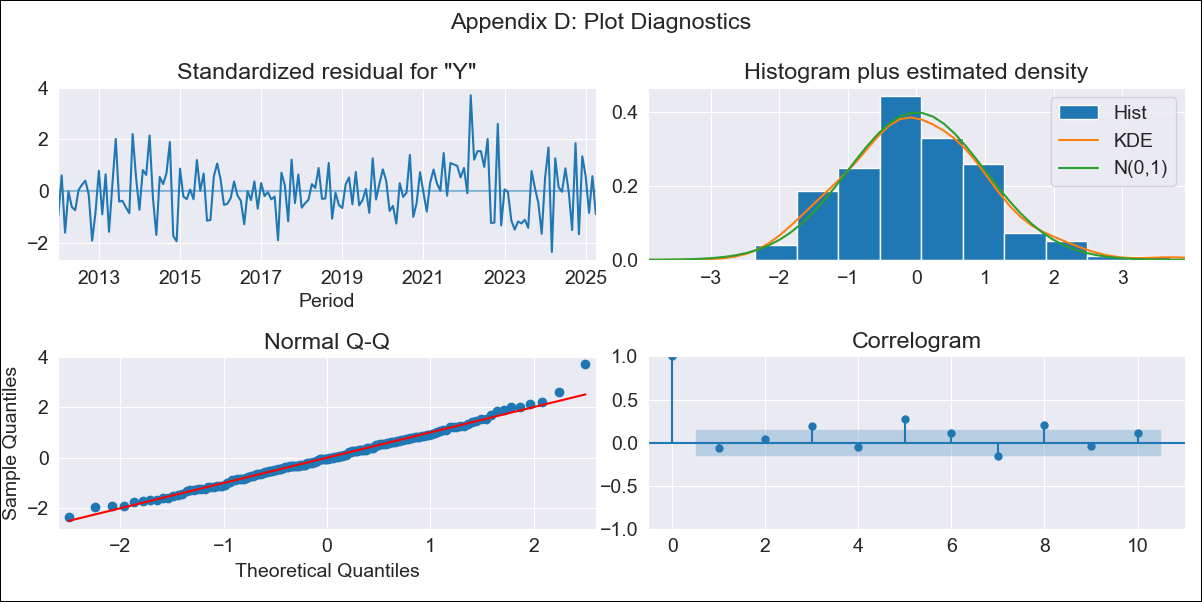 Appendix D: Plot Diagnostics
Standardized residual for "Y"
4
2
0
−2
2013 2015 2017 2019 2021 2023 2025
Period
Histogram plus estimated density
0.4
0.2
0.0
−3 −2 −1 0 1 2 3
Hist
KDE
N(0,1)
Normal Q-Q
Sample Quantiles
4
2
0
−2
−2 −1 0 1 2
Theoretical Quantiles
Correlogram
1.0
0.5
0.0
−0.5
−1.0
0 2 4 6 8 10